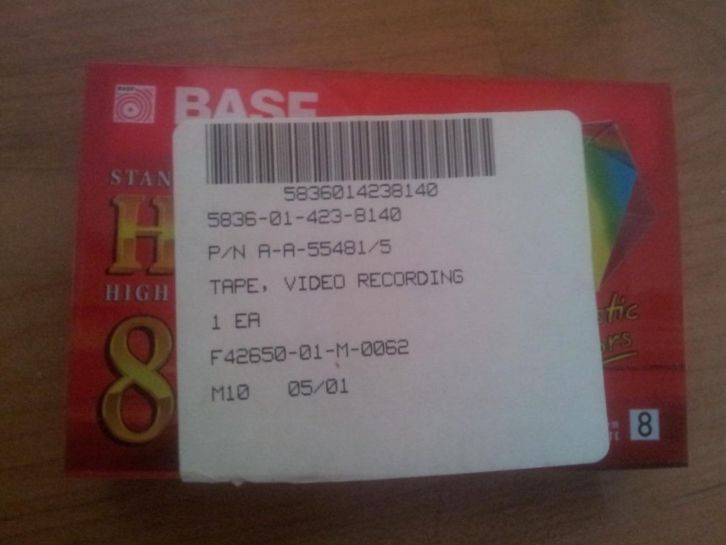 BASF
BASF
STAN
H
HIGH
8
5836014238140
5836-01-423-8140
P/N A-A-55481/5
TAPE, VIDEO RECORDING
1 EA
F42650-01-M-0062
M10 05/01
tic
rs
8